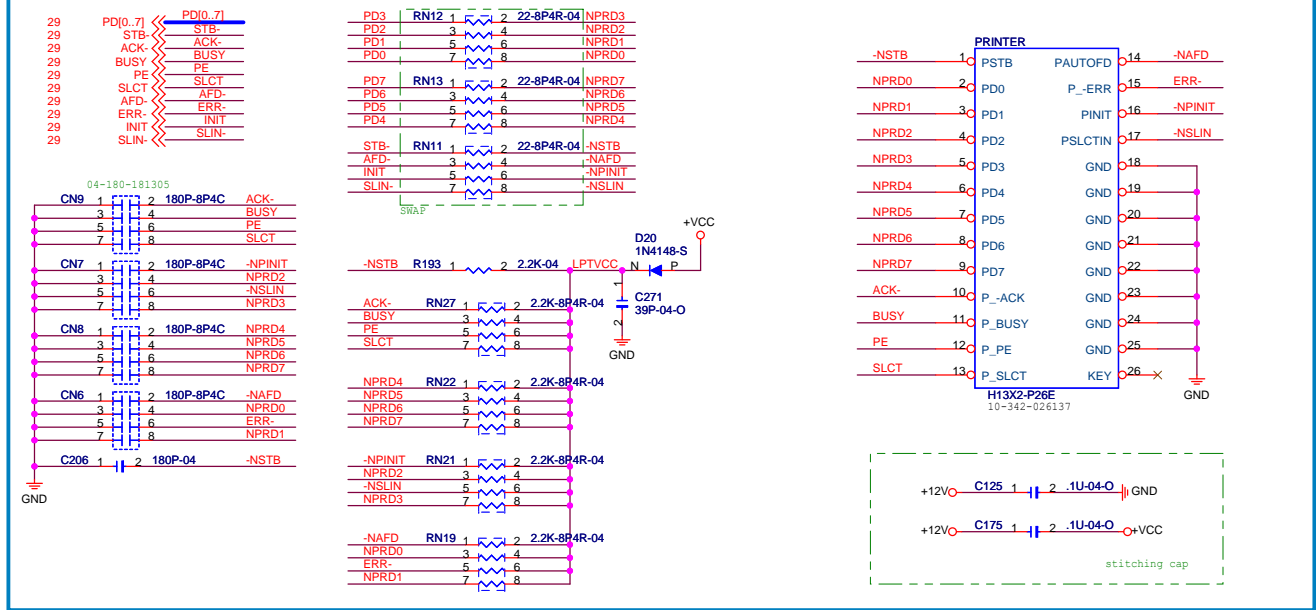 29 PD[0..7] PD[0..7]
29 STB- STB-
29 ACK- ACK-
29 BUSY BUSY
29 PE PE
29 SLCT SLCT
29 AFD- AFD-
29 ERR- ERR-
29 INIT INIT
29 SLIN- SLIN-
04-180-181305
CN9 1 2 180P-8P4C ACK-
3 4 BUSY
5 6 PE
7 8 SLCT
CN7 1 2 180P-8P4C -NPINIT
3 4 NPRD2
5 6 -NSLIN
7 8 NPRD3
CN8 1 2 180P-8P4C NPRD4
3 4 NPRD5
5 6 NPRD6
7 8 NPRD7
CN6 1 2 180P-8P4C -NAFD
3 4 NPRD0
5 6 ERR-
7 8 NPRD1
C206 1 2 180P-04 -NSTB
GND
PD3 RN12 1 2 22-8P4R-04 NPRD3
PD2 3 4 NPRD2
PD1 5 6 NPRD1
PD0 7 8 NPRD0
PD7 RN13 1 2 22-8P4R-04 NPRD7
PD6 3 4 NPRD6
PD5 5 6 NPRD5
PD4 7 8 NPRD4
STB- RN11 1 2 22-8P4R-04 -NSTB
AFD- 3 4 -NAFD
INIT 5 6 -NPINIT
SLIN- 7 8 -NSLIN
SWAP
+VCC
D20
1N4148-S
-NSTB R193 1 2 2.2K-04 LPTVCC N P
1 C271
39P-04-O
2
GND
ACK- RN27 1 2 2.2K-8P4R-04
BUSY 3 4
PE 5 6
SLCT 7 8
NPRD4 RN22 1 2 2.2K-8P4R-04
NPRD5 3 4
NPRD6 5 6
NPRD7 7 8
-NPINIT RN21 1 2 2.2K-8P4R-04
NPRD2 3 4
-NSLIN 5 6
NPRD3 7 8
-NAFD RN19 1 2 2.2K-8P4R-04
NPRD0 3 4
ERR- 5 6
NPRD1 7 8
PRINTER
-NSTB 1 PSTB PAUTOFD 14 -NAFD
NPRD0 2 PD0 P_-ERR 15 ERR-
NPRD1 3 PD1 PINIT 16 -NPINIT
NPRD2 4 PD2 PSLCTIN 17 -NSLIN
NPRD3 5 PD3 GND 18
NPRD4 6 PD4 GND 19
NPRD5 7 PD5 GND 20
NPRD6 8 PD6 GND 21
NPRD7 9 PD7 GND 22
ACK- 10 P_-ACK GND 23
BUSY 11 P_BUSY GND 24
PE 12 P_PE GND 25
SLCT 13 P_SLCT KEY 26
H13X2-P26E
10-342-026137
GND
+12V C125 1 2 .1U-04-O GND
+12V C175 1 2 .1U-04-O +VCC
stitching cap